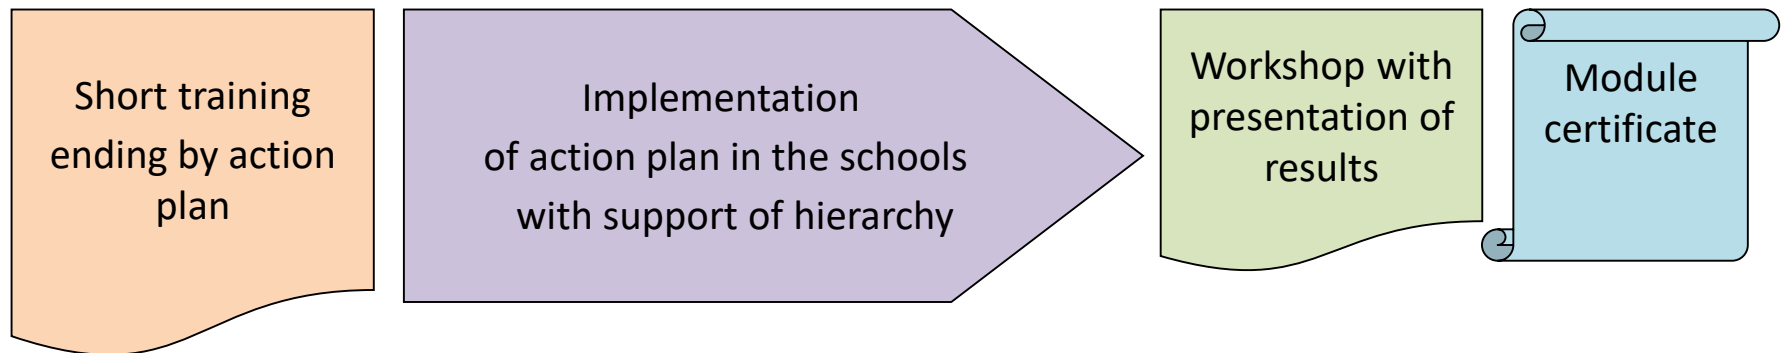 Short training
ending by action
plan
Implementation
of action plan in the schools
with support of hierarchy
Workshop with
presentation of
results
Module
certificate